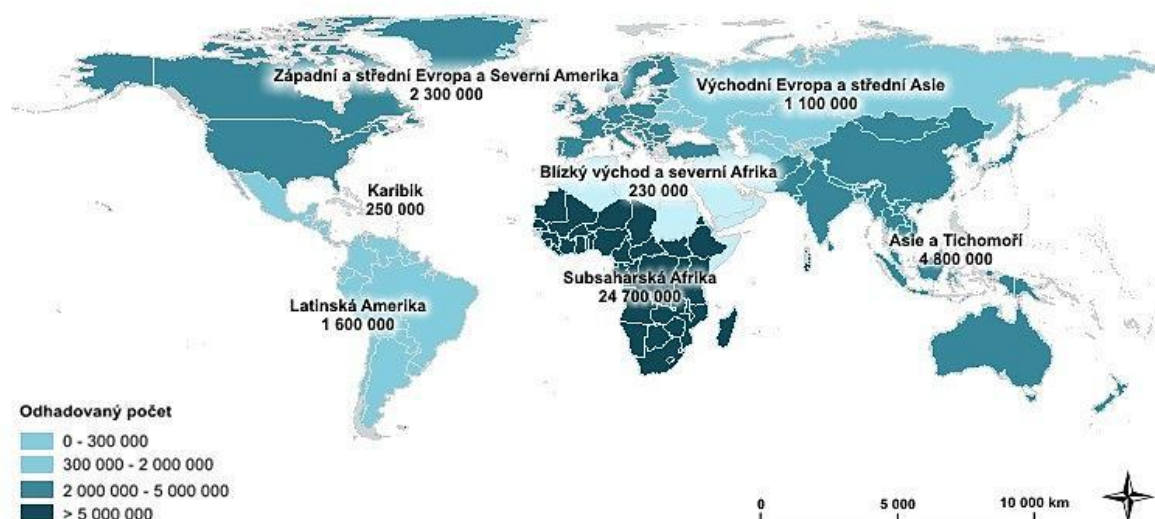 Západní a střední Evropa a Severní Amerika
2 300 000
Východní Evropa a střední Asie
1 100 000
Blízký východ a severní Afrika
230 000
Karibik
250 000
Asie a Tichomoří
4 800 000
Subsaharská Afrika
24 700 000
Latinská Amerika
1 600 000
Odhadovaný počet
0 - 300 000
300 000 - 2 000 000
2 000 000 - 5 000 000
> 5 000 000
0 5 000 10 000 km